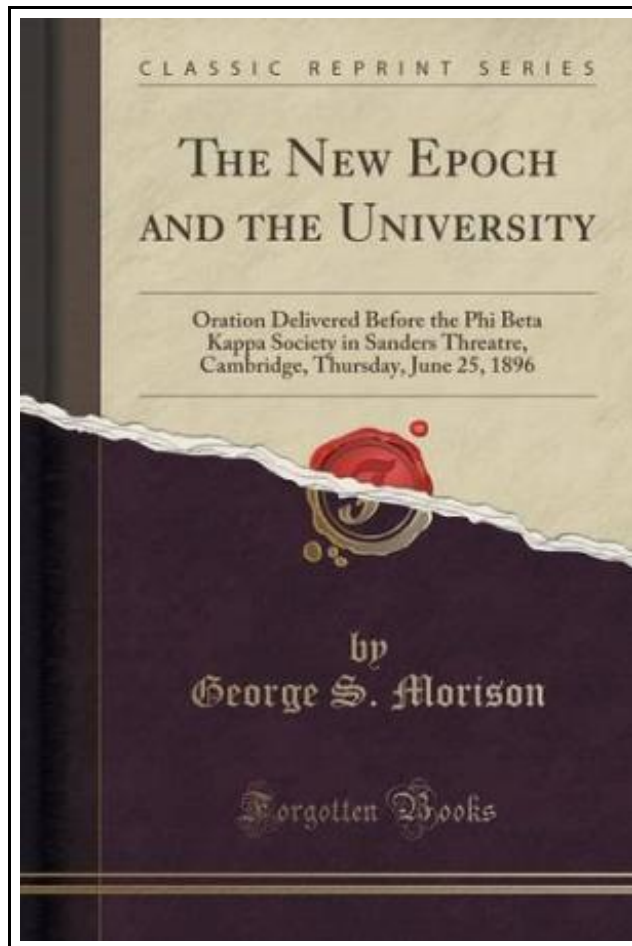 CLASSIC REPRINT SERIES
THE NEW EPOCH
AND THE UNIVERSITY
Oration Delivered Before the Phi Beta
Kappa Society in Sanders Threatre,
Cambridge, Thursday, June 25, 1896
by
George S. Morison
Forgotten Books